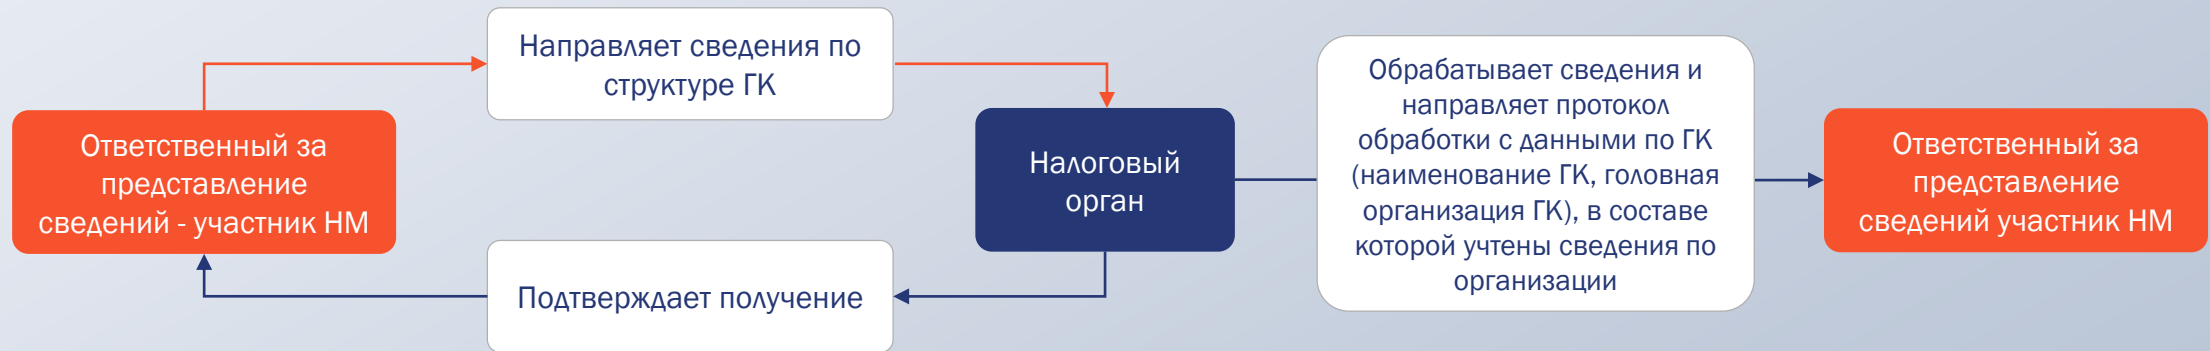 Направляет сведения по
структуре ГК
Ответственный за
представление
сведений - участник НМ
Налоговый
орган
Подтверждает получение
Обрабатывает сведения и
направляет протокол
обработки с данными по ГК
(наименование ГК, головная
организация ГК), в составе
которой учтены сведения по
организации
Ответственный за
представление
сведений участник НМ